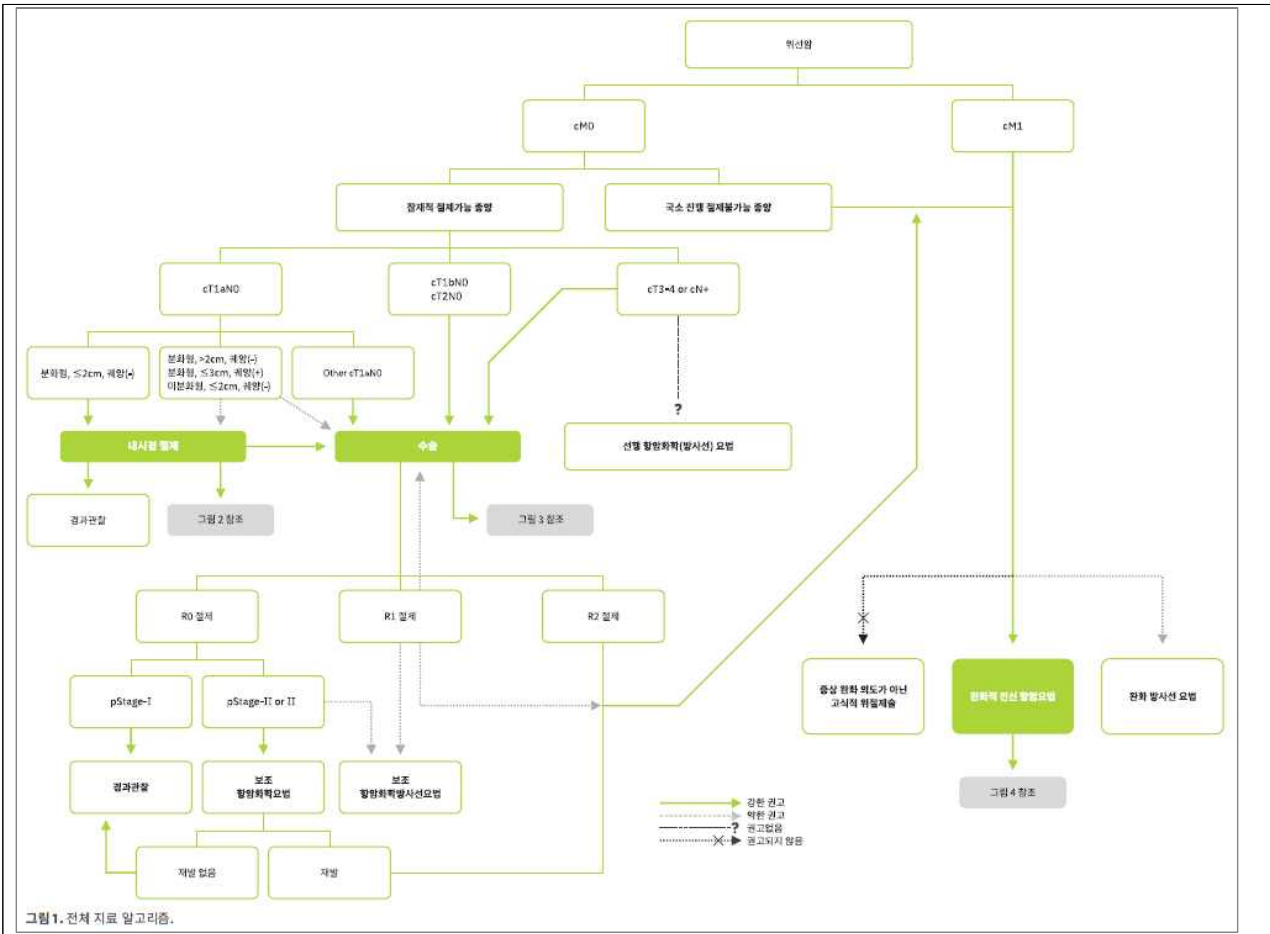 위선암
cM0
cM1
잠재적 절제가능 종양
국소 진행 절제불가능 종양
cT1aN0
cT1bN0
cT2N0
cT3-4 or cN+
분화형, ≤2cm, 궤양(-)
분화형, >2cm, 궤양(-)
분화형, ≤3cm, 궤양(+)
미분화형, ≤2cm, 궤양(-)
Other cT1aN0
?
내시경 절제
수술
선행 항암화학(방사선) 요법
경과관찰
그림 2 참조
그림 3 참조
R0 절제
R1 절제
R2 절제
증상 완화 의도가 아닌
고식적 위절제술
완화적 전신 항암요법
완화 방사선 요법
pStage-I
pStage-II or II
경과관찰
보조
항암화학요법
보조
항암화학방사선요법
그림 4 참조
강한 권고
약한 권고
? 권고없음
권고되지 않음
재발 없음
재발
그림 1. 전체 치료 알고리즘.